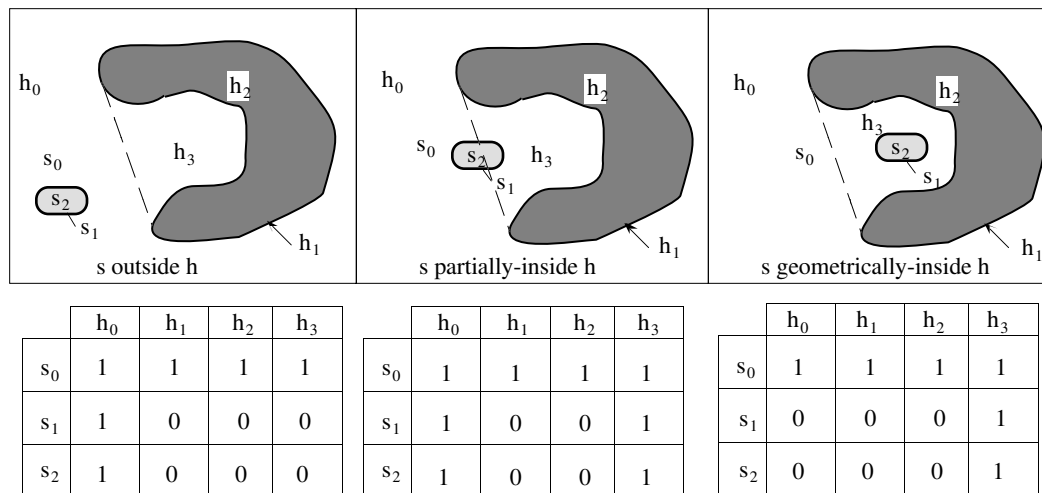 h₀ h₂ h₃ s₀ s₂ s₁ h₁
s outside h
h₀ h₂ s₀ s₂ h₃ s₁ h₁
s partially-inside h
h₀ h₂ h₃ s₀ s₂ s₁ h₁
s geometrically-inside h
h₀ h₁ h₂ h₃
s₀ 1 1 1 1
s₁ 1 0 0 0
s₂ 1 0 0 0
h₀ h₁ h₂ h₃
s₀ 1 1 1 1
s₁ 1 0 0 1
s₂ 1 0 0 1
h₀ h₁ h₂ h₃
s₀ 1 1 1 1
s₁ 0 0 0 1
s₂ 0 0 0 1